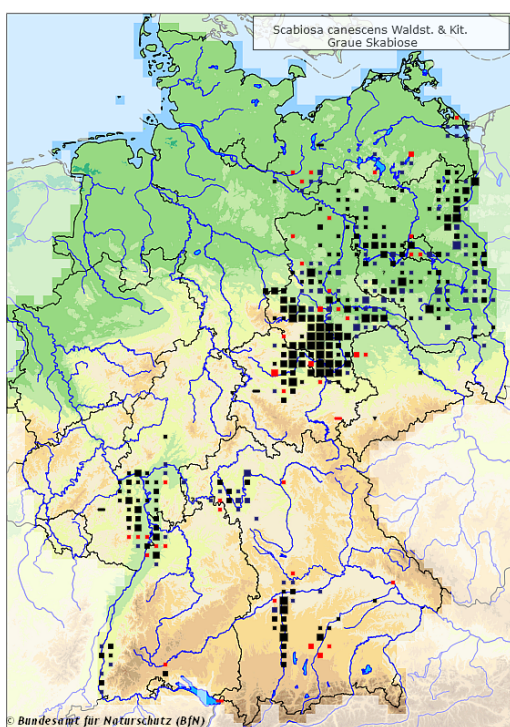 Scabiosa canescens Waldst. & Kit.
Graue Skabiose
© Bundesamt für Naturschutz (BfN)